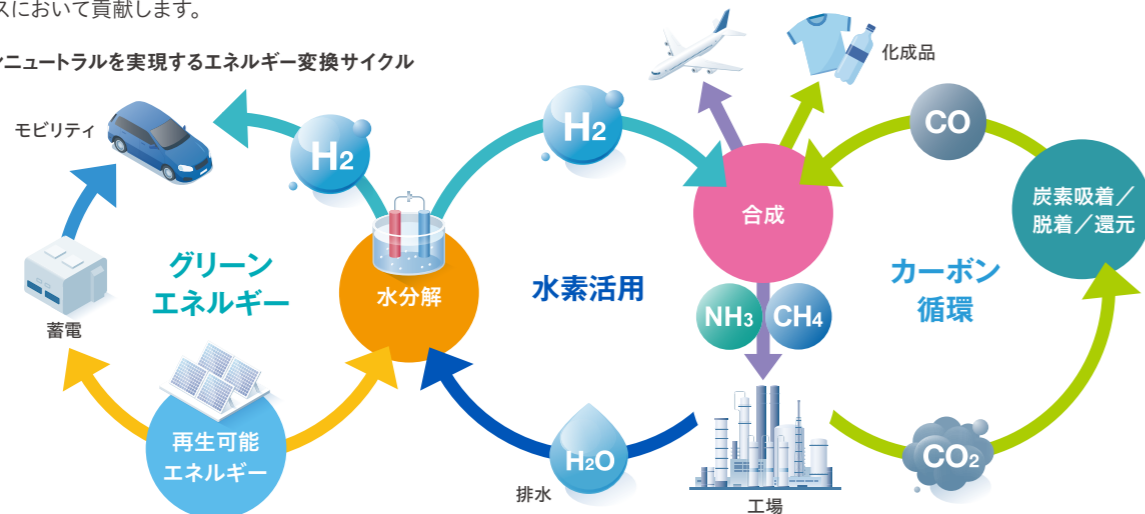 スにおいて貢献します。
ンニュートラルを実現するエネルギー変換サイクル
モビリティ
H2
H2
化成品
CO
合成
炭素吸着／
脱着／還元
グリーン
エネルギー
水分解
水素活用
カーボン
循環
蓄電
NH3
CH4
再生可能
エネルギー
H2O
排水
工場
CO2